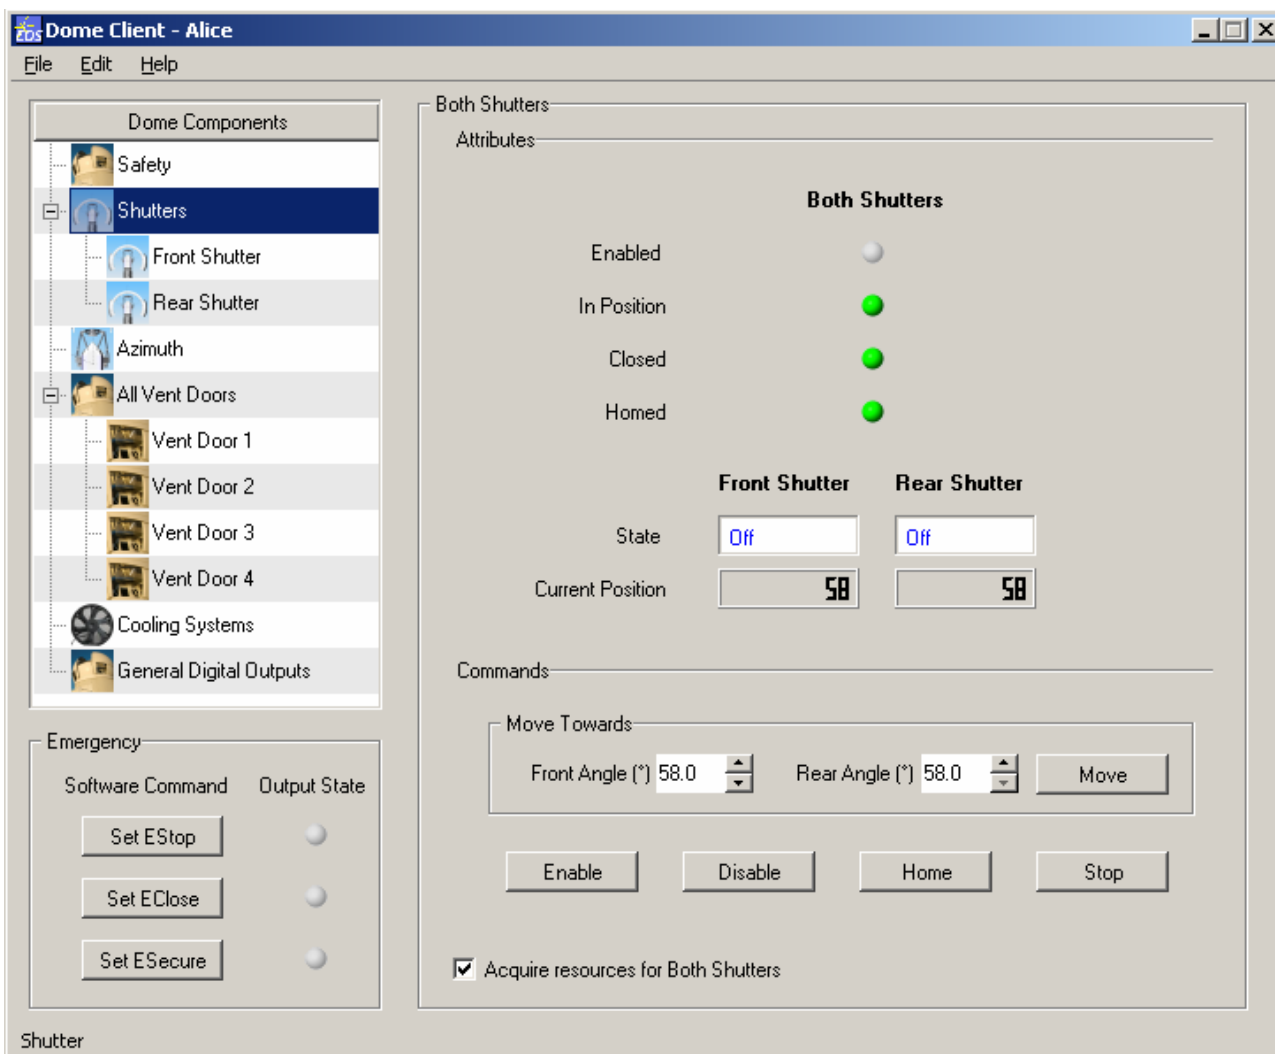 EDS Dome Client - Alice
File Edit Help
Dome Components
Safety
Shutters
Front Shutter
Rear Shutter
Azimuth
All Vent Doors
Vent Door 1
Vent Door 2
Vent Door 3
Vent Door 4
Cooling Systems
General Digital Outputs
Emergency
Software Command Output State
Set EStop
Set EClose
Set ESecure
Both Shutters
Attributes
Both Shutters
Enabled
In Position
Closed
Homed
Front Shutter Rear Shutter
State Off Off
Current Position 58 58
Commands
Move Towards
Front Angle (°) 58.0 Rear Angle (°) 58.0 Move
Enable Disable Home Stop
Acquire resources for Both Shutters
Shutter